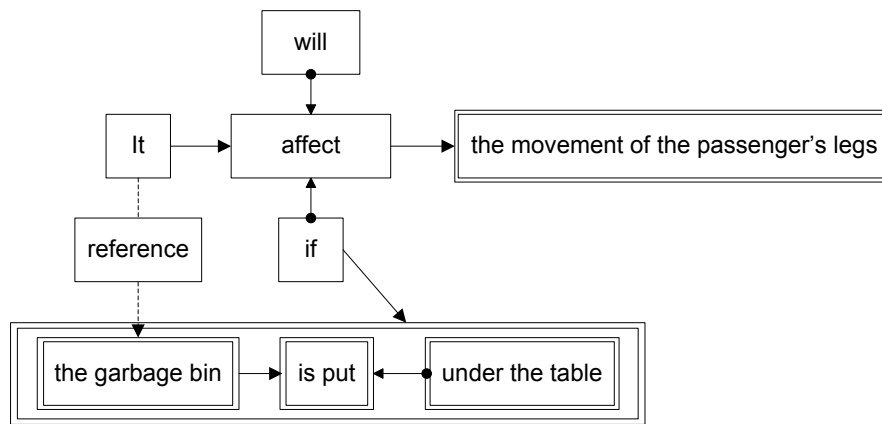 will
It
affect
the movement of the passenger’s legs
reference
if
the garbage bin
is put
under the table